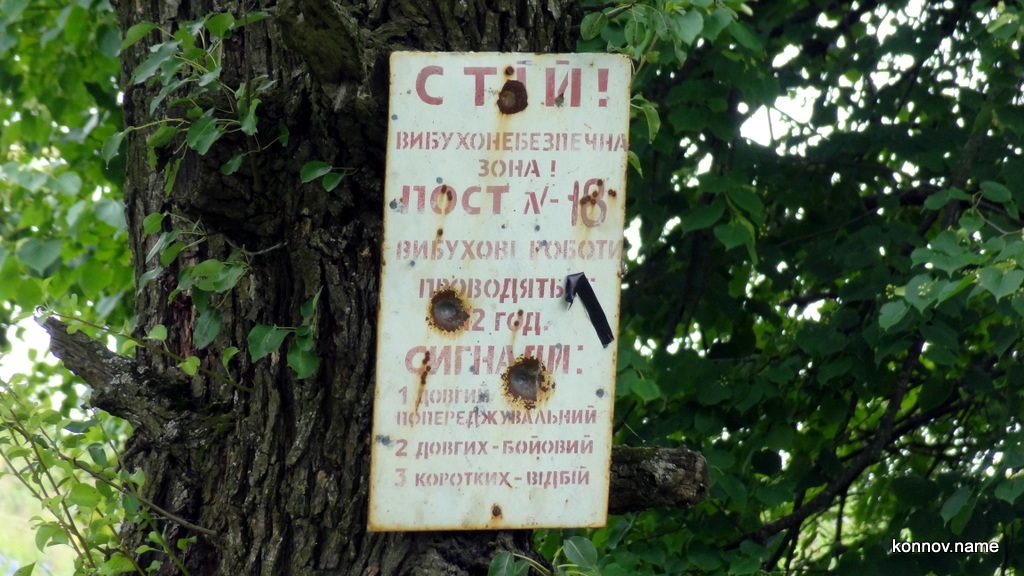 СТІЙ!
ВИБУХОНЕБЕЗПЕЧНА
ЗОНА!
ПОСТ №-18
ВИБУХОВІ РОБОТИ
ПРОВОДЯТЬ
12 ГОД.
СИГНАЛИ:
1 ДОВГИЙ
ПОПЕРЕДЖУВАЛЬНИЙ
2 ДОВГИХ-БОЙОВИЙ
3 КОРОТКИХ-ВІДБІЙ
konnov.name